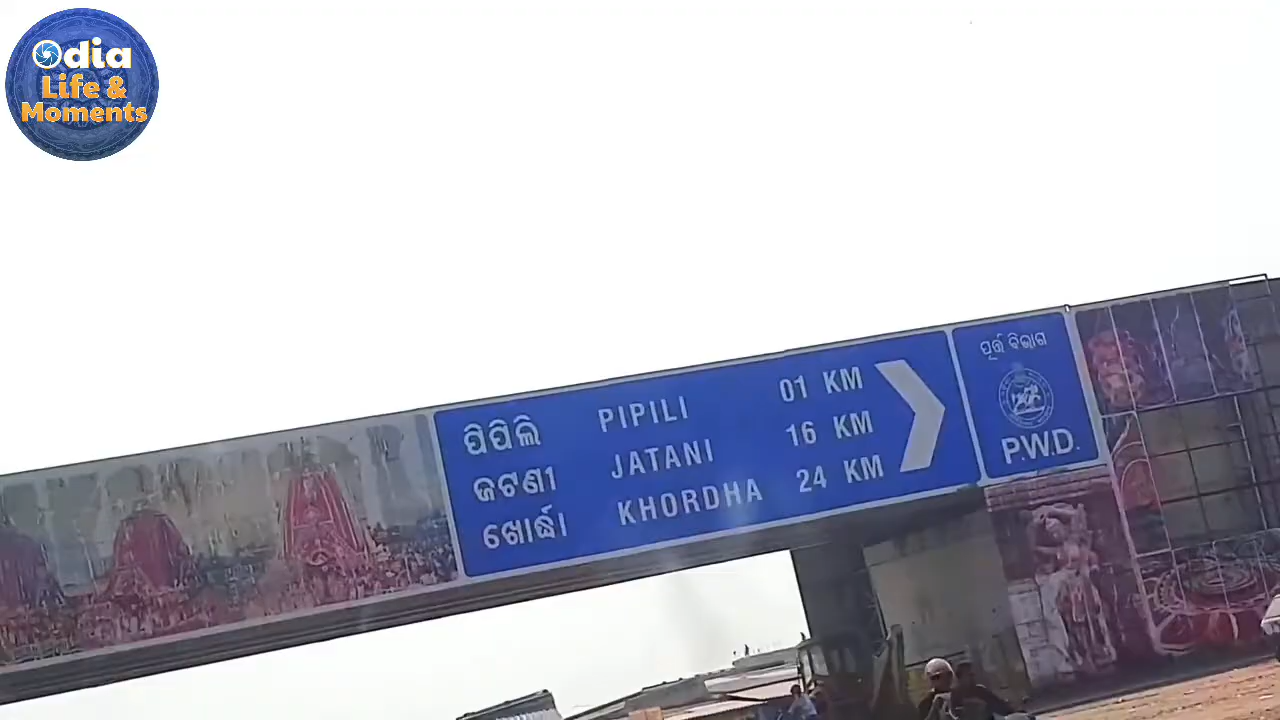 Odia
Life &
Moments
ପିପିଲି PIPILI 01 KM
ଜଟଣୀ JATANI 16 KM
ଖୋର୍ଦ୍ଧା KHORDHA 24 KM
ପୂର୍ତ୍ତ ବିଭାଗ
P.W.D.